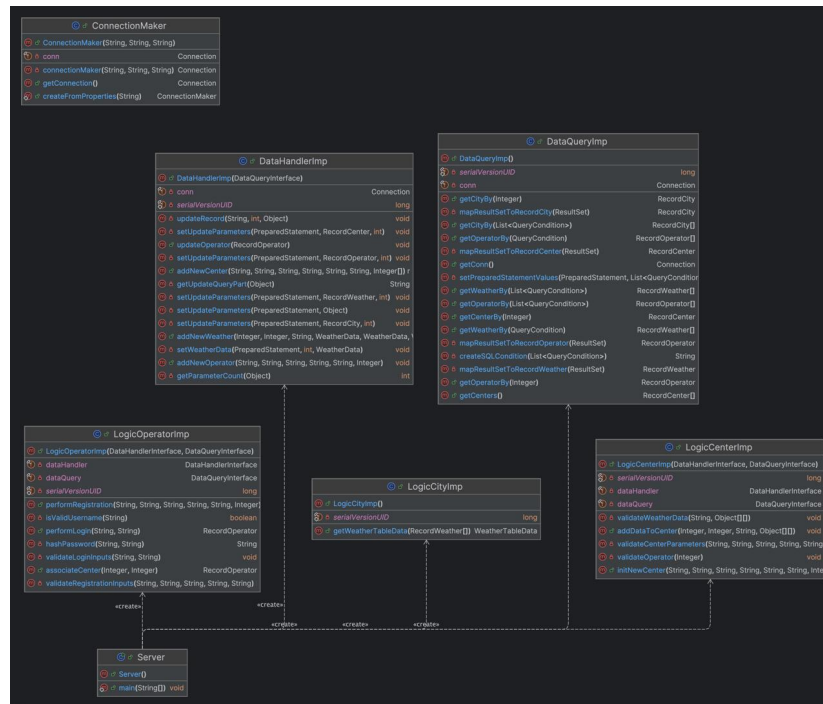 ConnectionMaker
ConnectionMaker(String, String, String)
conn Connection
connectionMaker(String, String, String) Connection
getConnection() Connection
createFromProperties(String) ConnectionMaker
DataHandlerImp
DataHandlerImp(DataQueryInterface)
conn Connection
serialVersionUID long
updateRecord(String, int, Object) void
setUpdateParameters(PreparedStatement, RecordCenter, int) void
updateOperator(RecordOperator) void
setUpdateParameters(PreparedStatement, RecordOperator, int) void
addNewCenter(String, String, String, String, String, Integer[]) r
getUpdateQueryPart(Object) String
setUpdateParameters(PreparedStatement, RecordWeather, int) void
setUpdateParameters(PreparedStatement, Object) void
setUpdateParameters(PreparedStatement, RecordCity, int) void
addNewWeather(Integer, Integer, String, WeatherData, WeatherData, W
setWeatherData(PreparedStatement, int, WeatherData) void
addNewOperator(String, String, String, String, String, Integer) void
getParameterCount(Object) int
DataQueryImp
DataQueryImp()
serialVersionUID long
conn Connection
getCityBy(Integer) RecordCity
mapResultSetToRecordCity(ResultSet) RecordCity
getCityBy(List<QueryCondition>) RecordCity[]
getOperatorBy(QueryCondition) RecordOperator[]
mapResultSetToRecordCenter(ResultSet) RecordCenter
getConn() Connection
setPreparedStatementValues(PreparedStatement, List<QueryCondition
getWeatherBy(List<QueryCondition>) RecordWeather[]
getOperatorBy(List<QueryCondition>) RecordOperator[]
getCenterBy(Integer) RecordCenter
getWeatherBy(QueryCondition) RecordWeather[]
mapResultSetToRecordOperator(ResultSet) RecordOperator
createSQLCondition(List<QueryCondition>) String
mapResultSetToRecordWeather(ResultSet) RecordWeather
getOperatorBy(Integer) RecordOperator
getCenters() RecordCenter[]
LogicOperatorImp
LogicOperatorImp(DataHandlerInterface, DataQueryInterface)
dataHandler DataHandlerInterface
dataQuery DataQueryInterface
serialVersionUID long
performRegistration(String, String, String, String, String, Integer)
isValidUsername(String) boolean
performLogin(String, String) RecordOperator
hashPassword(String) String
validateLoginInputs(String, String) void
associateCenter(Integer, Integer) RecordOperator
validateRegistrationInputs(String, String, String, String, String)
LogicCityImp
LogicCityImp()
serialVersionUID long
getWeatherTableData(RecordWeather[]) WeatherTableData
LogicCenterImp
LogicCenterImp(DataHandlerInterface, DataQueryInterface)
serialVersionUID long
dataHandler DataHandlerInterface
dataQuery DataQueryInterface
validateWeatherData(String, Object[][]) void
addDataToCenter(Integer, Integer, String, Object[][]) void
validateCenterParameters(String, String, String, String, String
validateOperator(Integer) void
initNewCenter(String, String, String, String, String, String, Inte
«create» «create»
«create» «create» «create»
Server
Server()
main(String[]) void